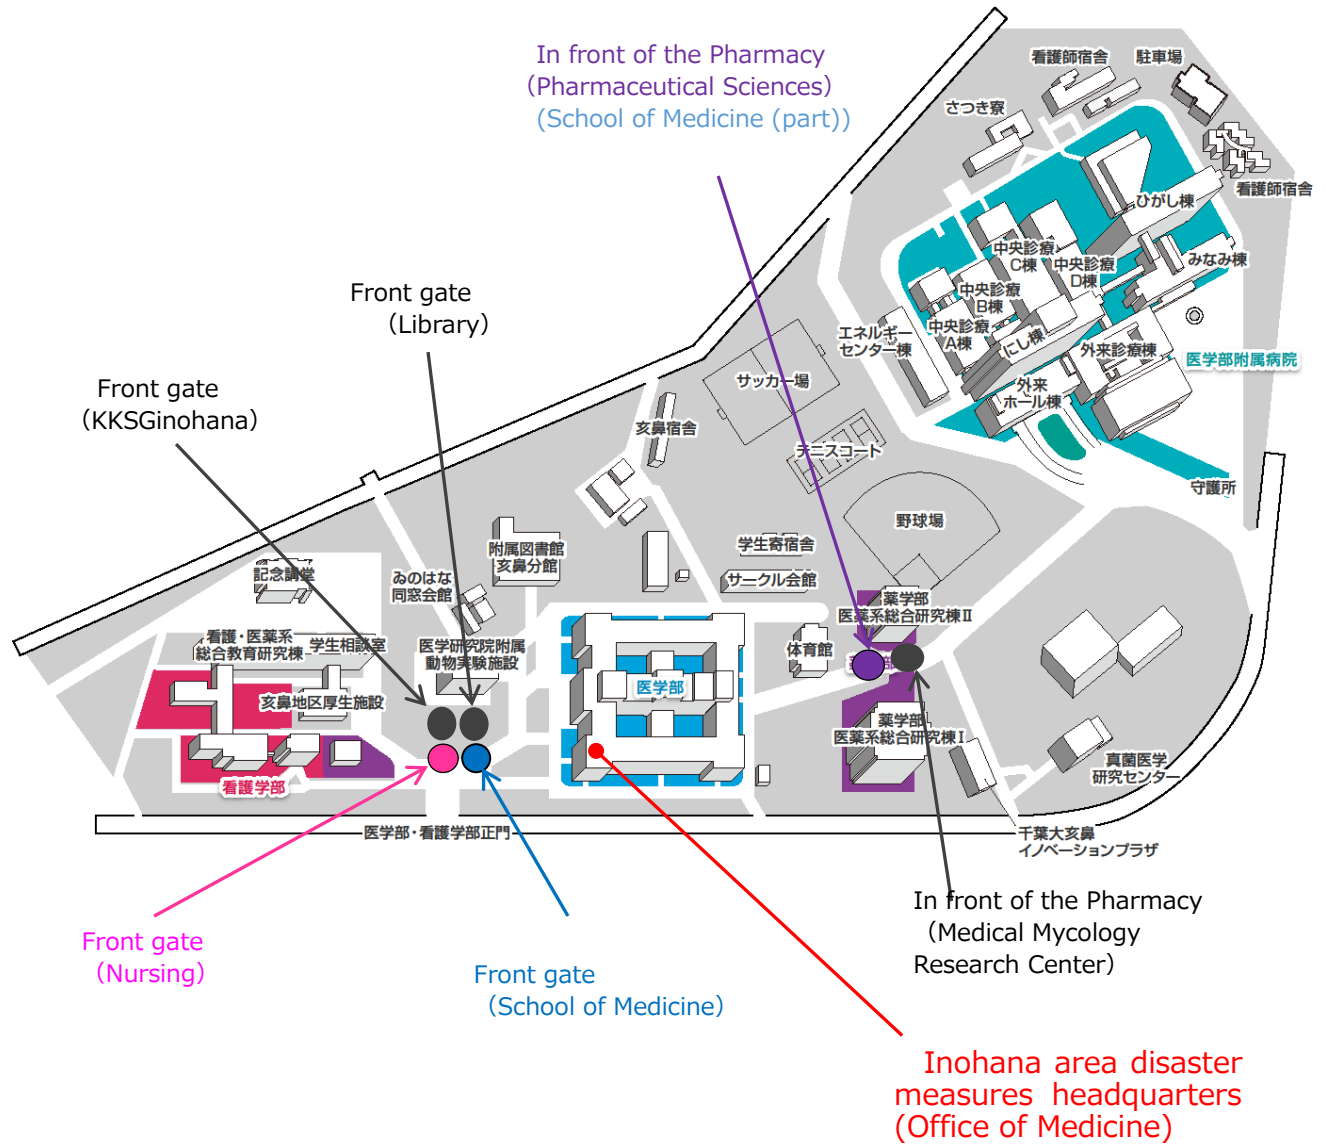 In front of the Pharmacy
（Pharmaceutical Sciences）
(School of Medicine (part))
看護師宿舎
駐車場
さつき寮
看護師宿舎
ひがし棟
中央診療
C棟
中央診療
D棟
みなみ棟
中央診療
B棟
中央診療
A棟
にし棟
外来診療棟
医学部附属病院
エネルギー
センター棟
外来
ホール棟
守護所
Front gate
（Library）
Front gate
（KKSGinohana）
サッカー場
亥鼻宿舎
テニスコート
野球場
附属図書館
亥鼻分館
学生寄宿舎
サークル会館
記念講堂
ゐのはな
同窓会館
薬学部
医薬系総合研究棟Ⅱ
看護・医薬系
総合教育研究棟
学生相談室
医学研究院附属
動物実験施設
体育館
医学部
亥鼻地区厚生施設
薬学部
医薬系総合研究棟Ⅰ
看護学部
真菌医学
研究センター
医学部・看護学部正門
千葉大亥鼻
イノベーションプラザ
In front of the Pharmacy
（Medical Mycology
Research Center）
Front gate
（Nursing）
Front gate
（School of Medicine）
Inohana area disaster
measures headquarters
(Office of Medicine)